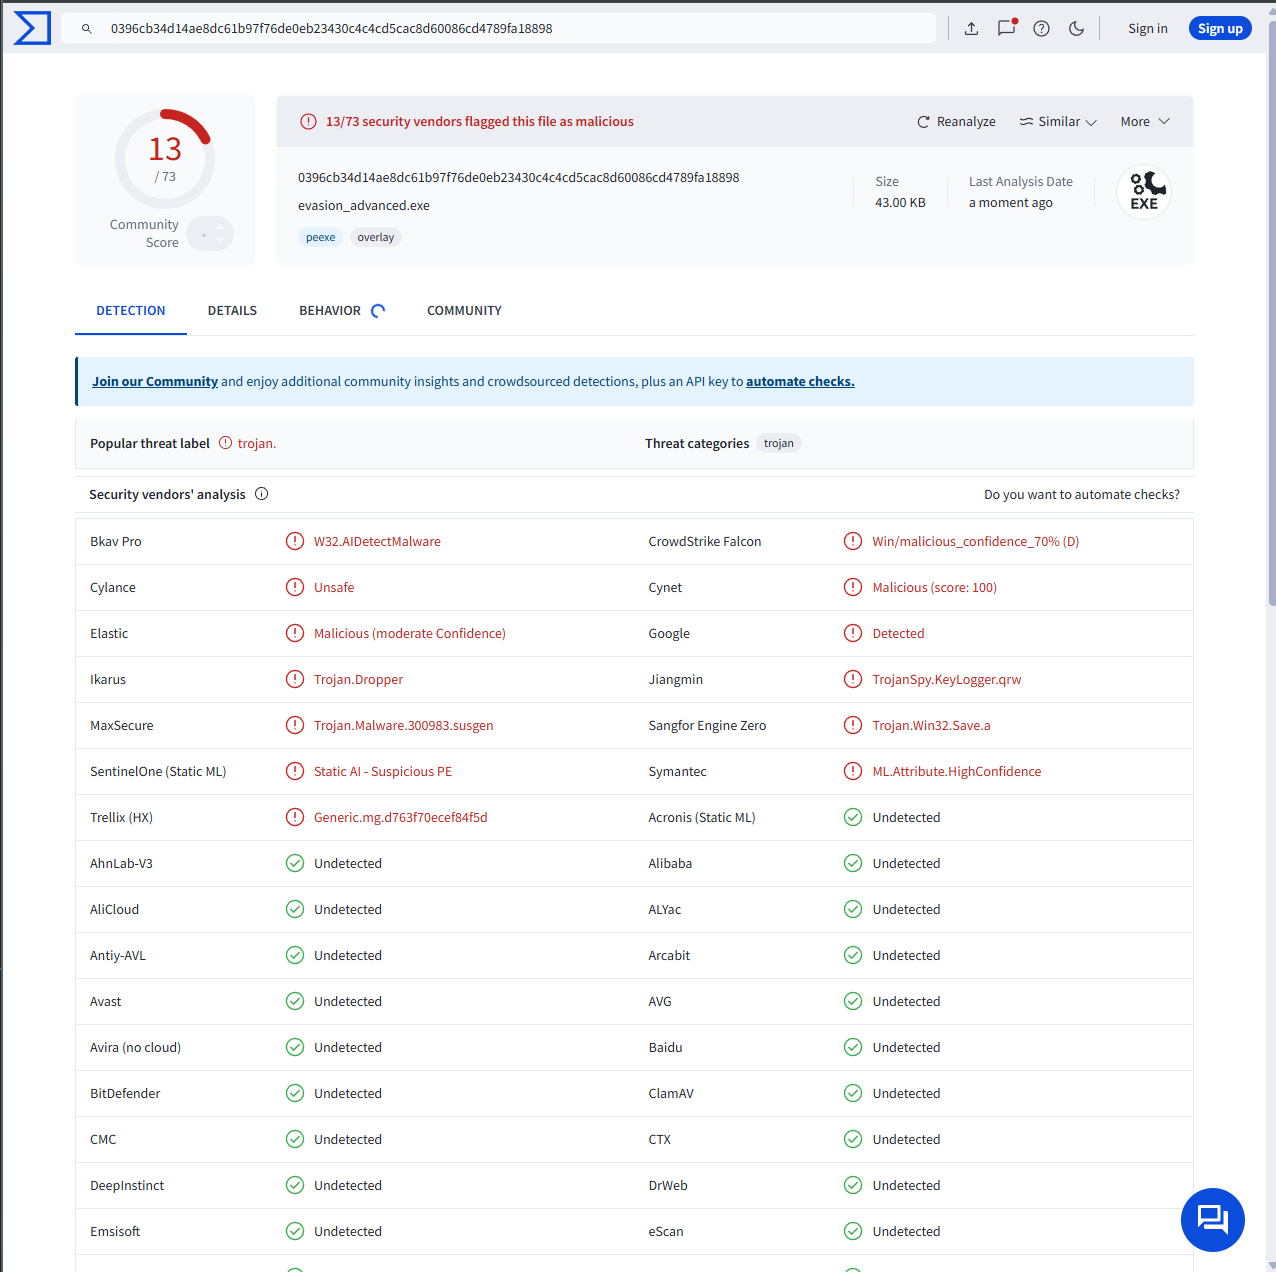 0396cb34d14ae8dc61b97f76de0eb23430c4c4cd5cac8d60086cd4789fa18898
Sign in
Sign up
13
/ 73
Community
Score
13/73 security vendors flagged this file as malicious
Reanalyze
Similar
More
0396cb34d14ae8dc61b97f76de0eb23430c4c4cd5cac8d60086cd4789fa18898
evasion_advanced.exe
peexe
overlay
Size
43.00 KB
Last Analysis Date
a moment ago
EXE
DETECTION
DETAILS
BEHAVIOR
COMMUNITY
Join our Community and enjoy additional community insights and crowdsourced detections, plus an API key to automate checks.
Popular threat label trojan.
Threat categories trojan
Security vendors' analysis
Do you want to automate checks?
Bkav Pro W32.AIDetectMalware CrowdStrike Falcon Win/malicious_confidence_70% (D)
Cylance Unsafe Cynet Malicious (score: 100)
Elastic Malicious (moderate Confidence) Google Detected
Ikarus Trojan.Dropper Jiangmin TrojanSpy.KeyLogger.qrw
MaxSecure Trojan.Malware.300983.susgen Sangfor Engine Zero Trojan.Win32.Save.a
SentinelOne (Static ML) Static AI - Suspicious PE Symantec ML.Attribute.HighConfidence
Trellix (HX) Generic.mg.d763f70ecef84f5d Acronis (Static ML) Undetected
AhnLab-V3 Undetected Alibaba Undetected
AliCloud Undetected ALYac Undetected
Antiy-AVL Undetected Arcabit Undetected
Avast Undetected AVG Undetected
Avira (no cloud) Undetected Baidu Undetected
BitDefender Undetected ClamAV Undetected
CMC Undetected CTX Undetected
DeepInstinct Undetected DrWeb Undetected
Emsisoft Undetected eScan Undetected